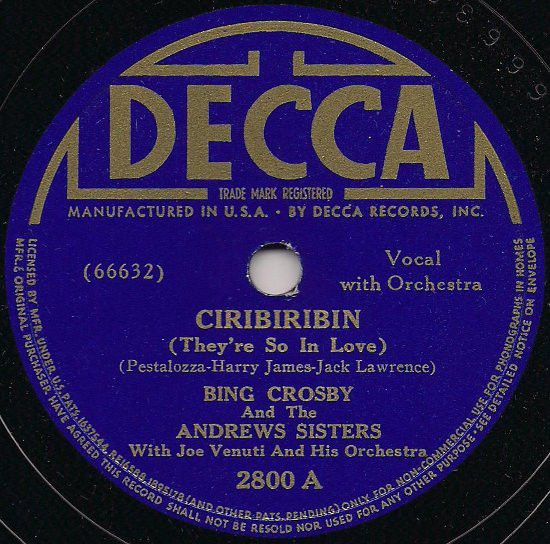 DECCA
TRADE MARK REGISTERED
MANUFACTURED IN U.S.A. • BY DECCA RECORDS, INC.
(66632)
Vocal
with Orchestra
CIRIBIRIBIN
(They're So In Love)
(Pestalozza-Harry James-Jack Lawrence)
BING CROSBY
And The
ANDREWS SISTERS
With Joe Venuti And His Orchestra
2800 A
LICENSED BY MFR. UNDER U.S. PATS. 1637544, RE.16588, 1895178 (AND OTHER PATS. PENDING) ONLY FOR NON-COMMERCIAL USE FOR PHONOGRAPHS IN HOMES
MFR. & ORIGINAL PURCHASER HAVE AGREED THIS RECORD SHALL NOT BE RESOLD NOR USED FOR ANY OTHER PURPOSE • SEE DETAILED NOTICE ON ENVELOPE